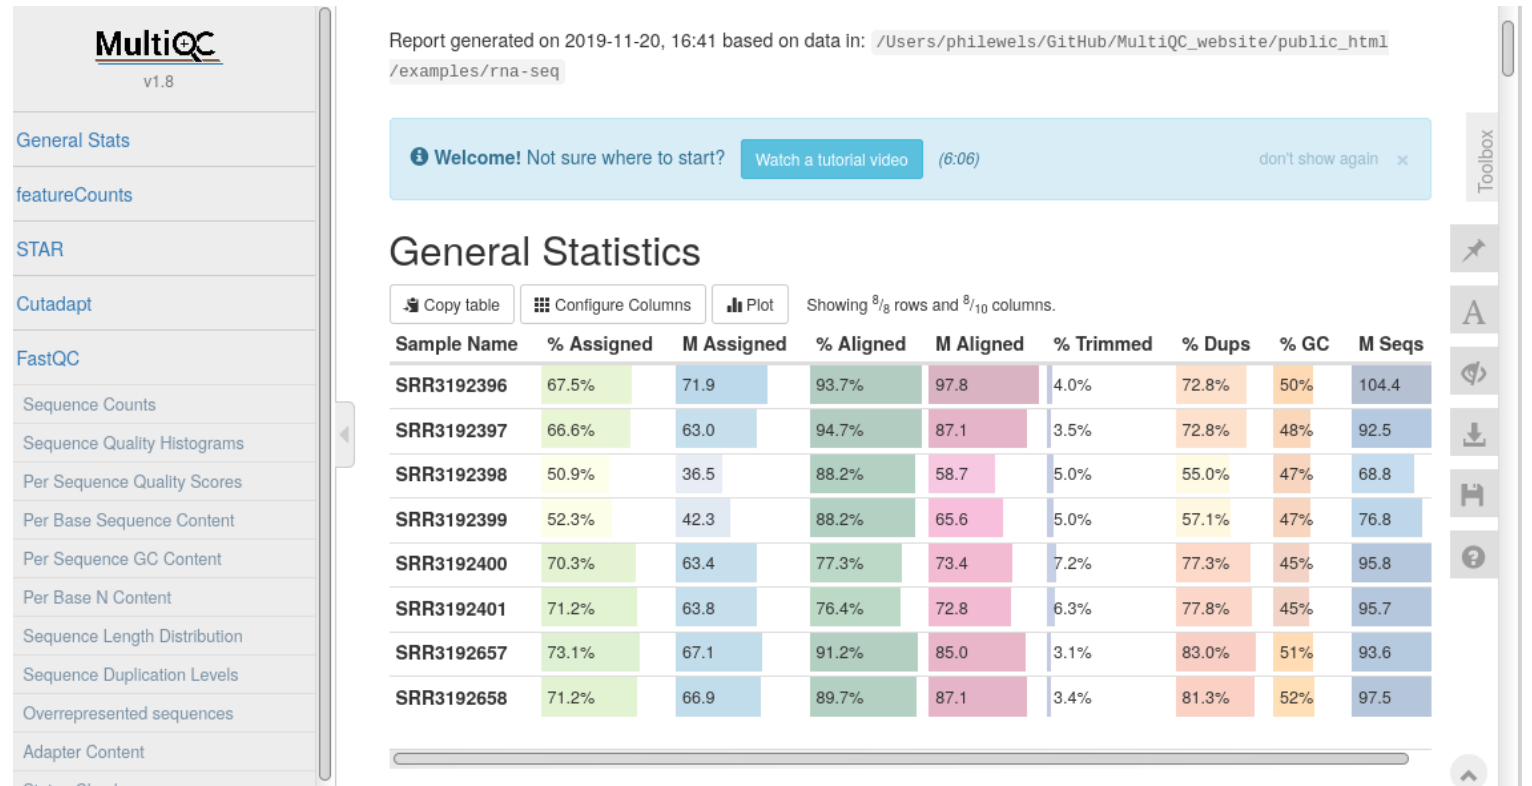 MultiQC
v1.8
General Stats
featureCounts
STAR
Cutadapt
FastQC
Sequence Counts
Sequence Quality Histograms
Per Sequence Quality Scores
Per Base Sequence Content
Per Sequence GC Content
Per Base N Content
Sequence Length Distribution
Sequence Duplication Levels
Overrepresented sequences
Adapter Content
Report generated on 2019-11-20, 16:41 based on data in: /Users/philewels/GitHub/MultiQC_website/public_html
/examples/rna-seq
Welcome! Not sure where to start? Watch a tutorial video (6:06) don't show again ×
General Statistics
Copy table Configure Columns Plot Showing 8/8 rows and 8/10 columns.
Sample Name % Assigned M Assigned % Aligned M Aligned % Trimmed % Dups % GC M Seqs
SRR3192396 67.5% 71.9 93.7% 97.8 4.0% 72.8% 50% 104.4
SRR3192397 66.6% 63.0 94.7% 87.1 3.5% 72.8% 48% 92.5
SRR3192398 50.9% 36.5 88.2% 58.7 5.0% 55.0% 47% 68.8
SRR3192399 52.3% 42.3 88.2% 65.6 5.0% 57.1% 47% 76.8
SRR3192400 70.3% 63.4 77.3% 73.4 7.2% 77.3% 45% 95.8
SRR3192401 71.2% 63.8 76.4% 72.8 6.3% 77.8% 45% 95.7
SRR3192657 73.1% 67.1 91.2% 85.0 3.1% 83.0% 51% 93.6
SRR3192658 71.2% 66.9 89.7% 87.1 3.4% 81.3% 52% 97.5
Toolbox
A